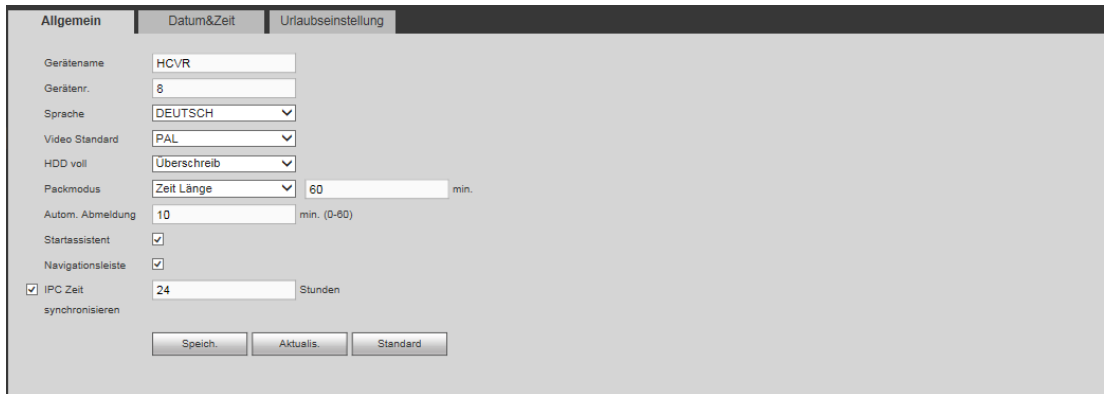 Allgemein Datum&Zeit Urlaubseinstellung
Gerätename HCVR
Gerätenr. 8
Sprache DEUTSCH
Video Standard PAL
HDD voll Überschreib
Packmodus Zeit Länge 60 min.
Autom. Abmeldung 10 min. (0-60)
Startassistent
Navigationsleiste
IPC Zeit 24 Stunden
synchronisieren
Speich. Aktualis. Standard